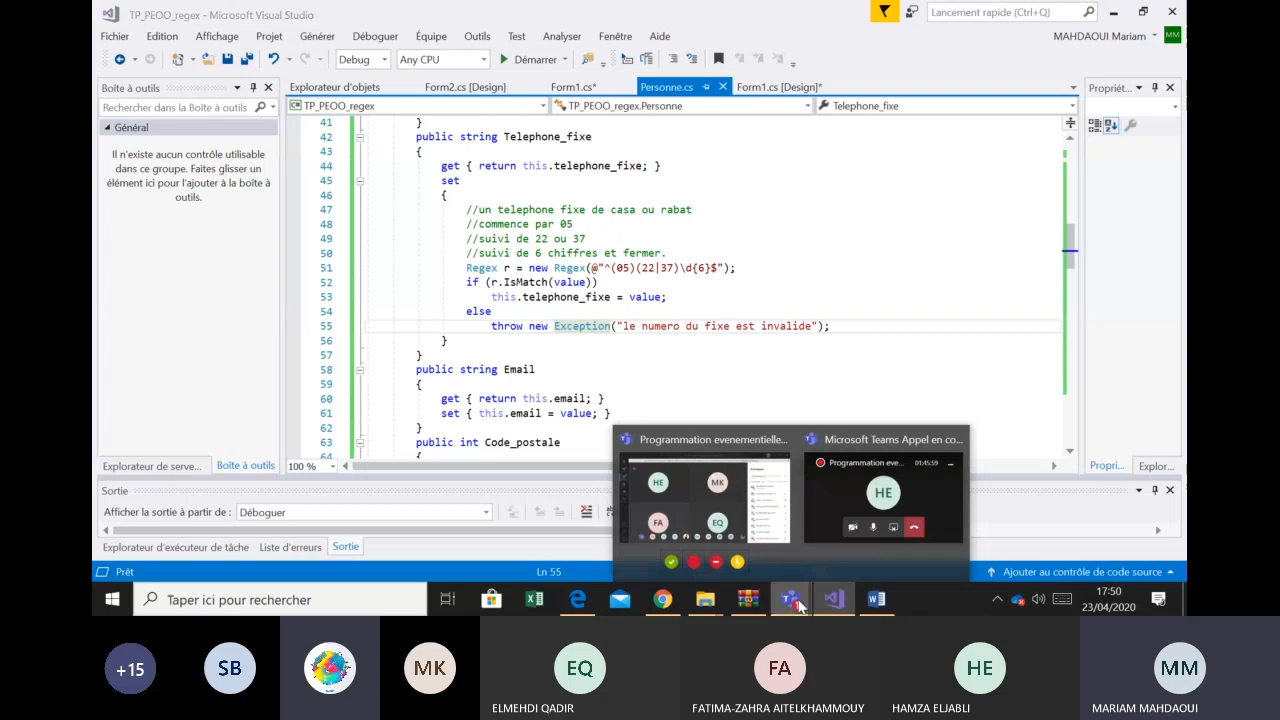 TP_PEOO_regex - Microsoft Visual Studio
Lancement rapide (Ctrl+Q)
Fichier Edition Affichage Projet Générer Déboguer Équipe Outils Test Analyser Fenêtre Aide
MAHDAOUI Mariam MM
Debug Any CPU Démarrer
Boîte à outils
Explorateur d'objets Form2.cs [Design] Form1.cs* Personne.cs Form1.cs [Design]*
Propriét...
Rechercher dans la Boîte à outils
TP_PEOO_regex TP_PEOO_regex.Personne Telephone_fixe
Général
Il n'existe aucun contrôle utilisable
dans ce groupe. Faites glisser un
élément ici pour l'ajouter à la boîte à
outils.
41 }
42 public string Telephone_fixe
43 {
44 get { return this.telephone_fixe; }
45 set
46 {
47 //un telephone fixe de casa ou rabat
48 //commence par 05
49 //suivi de 22 ou 37
50 //suivi de 6 chiffres et fermer.
51 Regex r = new Regex(@"^(05)(22|37)\d{6}$");
52 if (r.IsMatch(value))
53 this.telephone_fixe = value;
54 else
55 throw new Exception("le numero du fixe est invalide");
56 }
57 }
58 public string Email
59 {
60 get { return this.email; }
61 set { this.email = value; }
62 }
63 public int Code_postale
64 {
100 %
Explorateur de serve... Boîte à outils
Propri... Explor...
Programmation evenementielle...
HE MK
FA EQ
Microsoft Teams Appel en co...
Programmation eve... 01:45:59
HE
Sortie
Afficher la sortie à partir de : Déboguer
Explorateur d'exécuteur de tâche Liste d'erreurs Sortie
Prêt Ln 55 Ajouter au contrôle de code source
Taper ici pour rechercher
17:50
23/04/2020
+15 SB MK EQ FA HE MM
ELMEHDI QADIR FATIMA-ZAHRA AITELKHAMMOUY HAMZA ELJABLI MARIAM MAHDAOUI